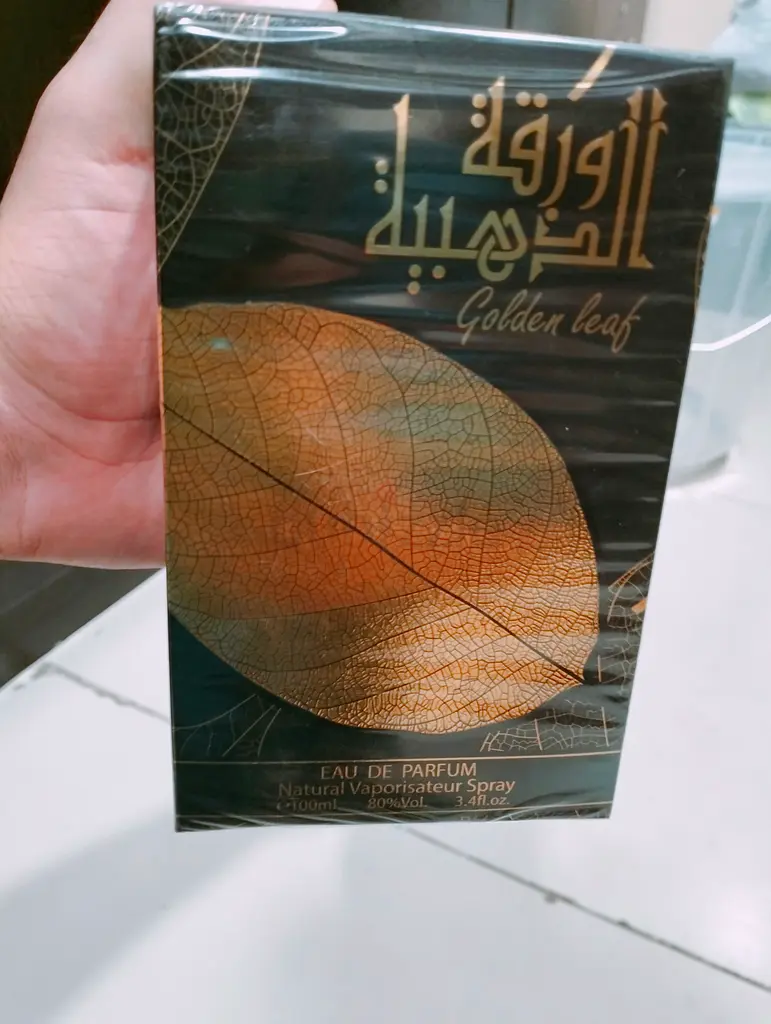 الورقة
الذهبية
Golden leaf
EAU DE PARFUM
Natural Vaporisateur Spray
℮100ml. 80%Vol. 3.4fl.oz.